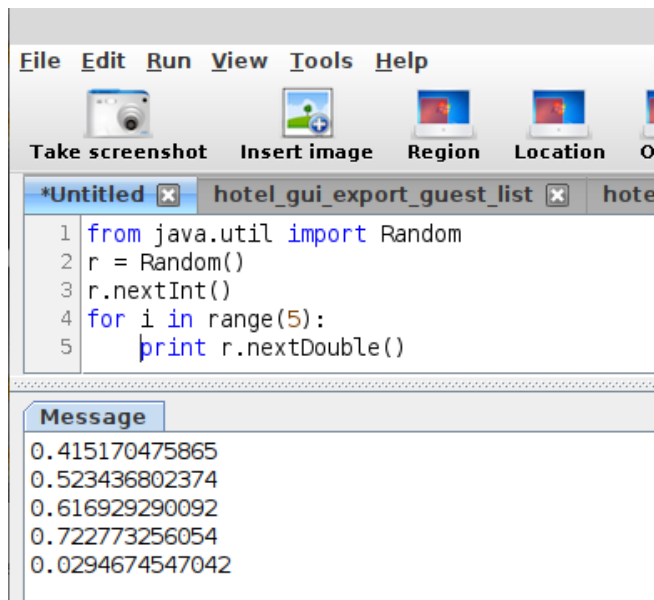 File Edit Run View Tools Help
Take screenshot Insert image Region Location
*Untitled hotel_gui_export_guest_list
1 from java.util import Random
2 r = Random()
3 r.nextInt()
4 for i in range(5):
5 print r.nextDouble()
Message
0.415170475865
0.523436802374
0.616929290092
0.722773256054
0.0294674547042